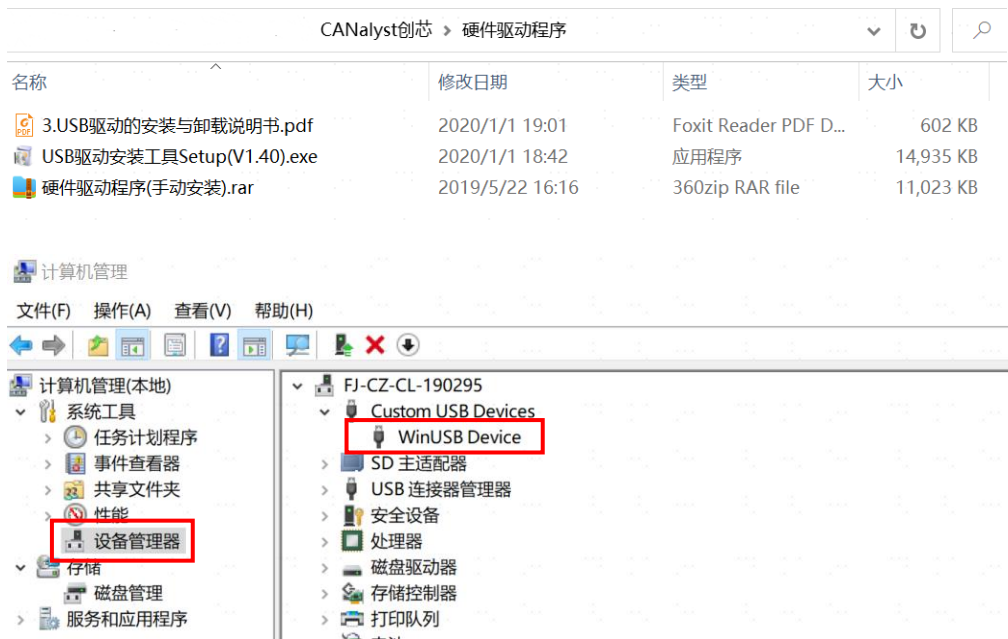 CANalyst创芯 › 硬件驱动程序
名称 修改日期 类型 大小
3.USB驱动的安装与卸载说明书.pdf 2020/1/1 19:01 Foxit Reader PDF D... 602 KB
USB驱动安装工具Setup(V1.40).exe 2020/1/1 18:42 应用程序 14,935 KB
硬件驱动程序(手动安装).rar 2019/5/22 16:16 360zip RAR file 11,023 KB
计算机管理
文件(F) 操作(A) 查看(V) 帮助(H)
计算机管理(本地)
系统工具
任务计划程序
事件查看器
共享文件夹
性能
设备管理器
存储
磁盘管理
服务和应用程序
FJ-CZ-CL-190295
Custom USB Devices
WinUSB Device
SD 主适配器
USB 连接器管理器
安全设备
处理器
磁盘驱动器
存储控制器
打印队列